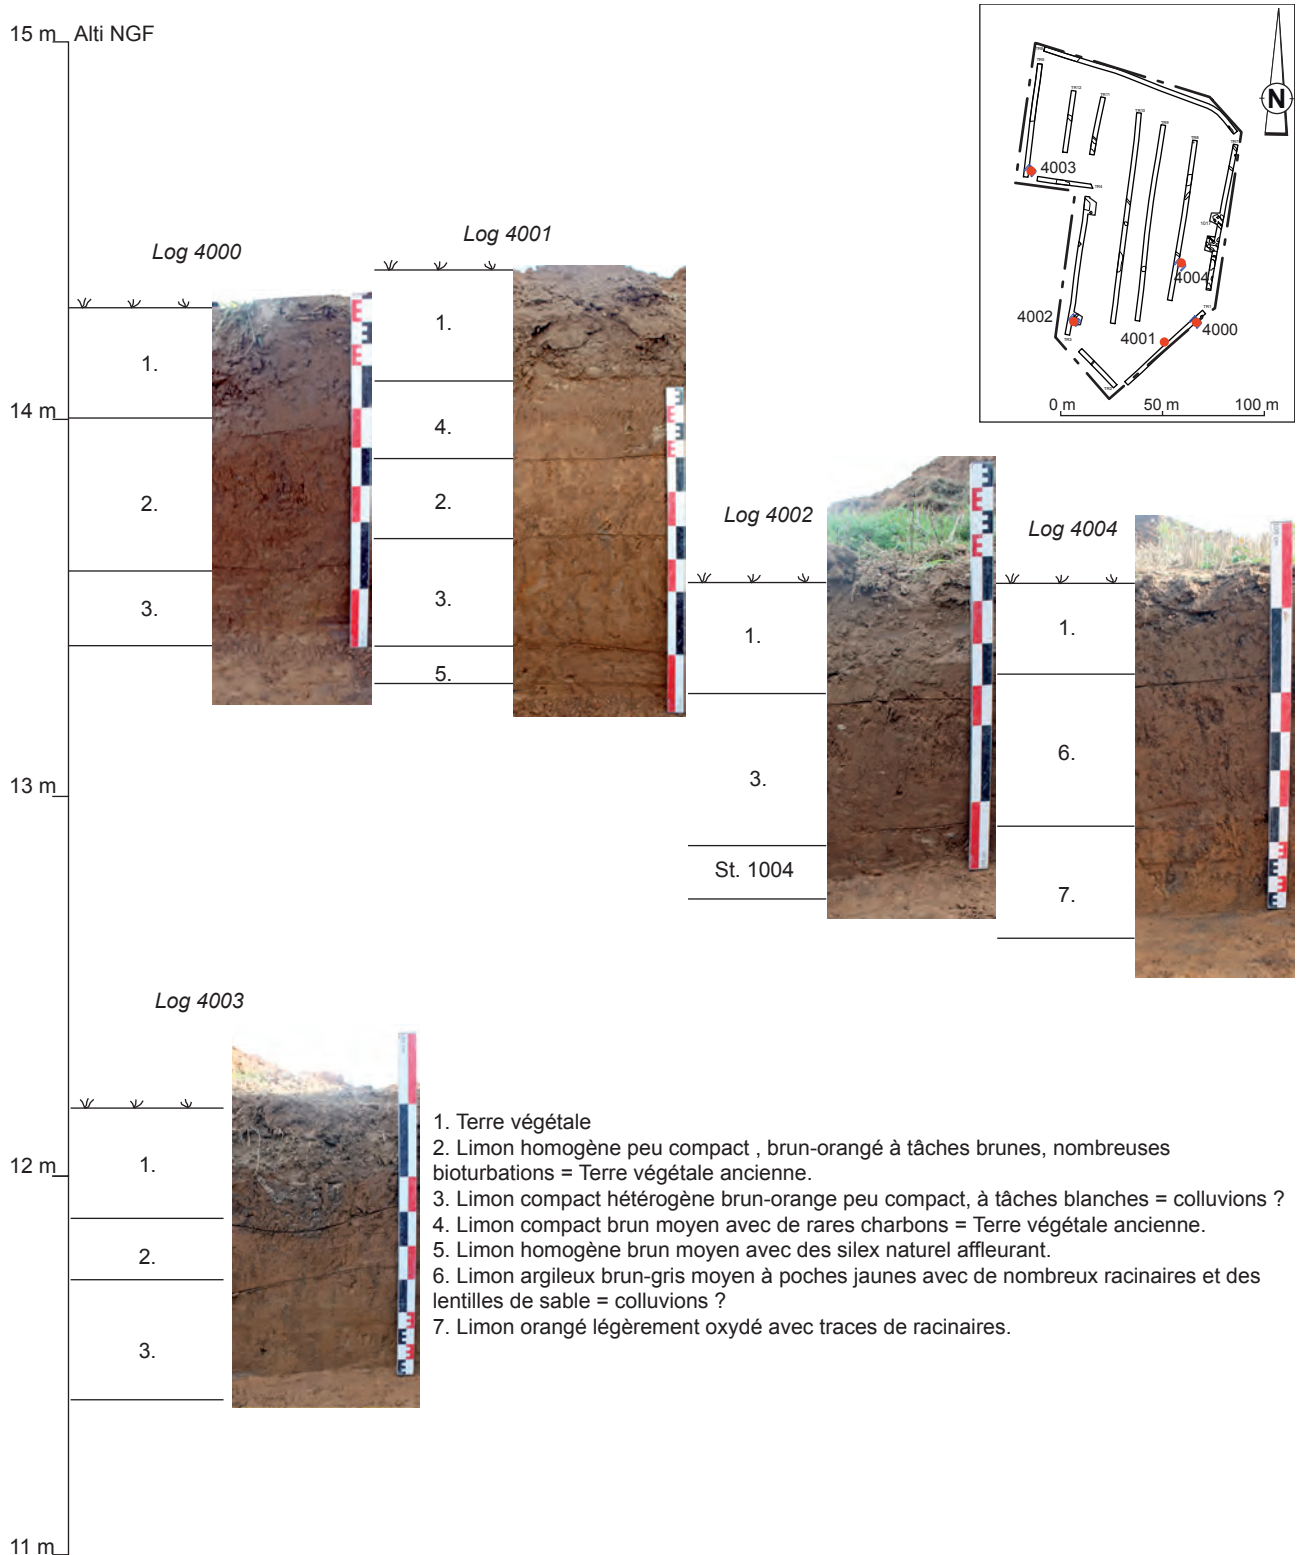 15 m Alti NGF
N
4003
4004
4002
4001
4000
0 m 50 m 100 m
Log 4000
1.
2.
3.
Log 4001
1.
4.
2.
3.
5.
14 m
Log 4002
1.
3.
St. 1004
Log 4004
1.
6.
7.
13 m
Log 4003
1.
2.
3.
12 m
1. Terre végétale
2. Limon homogène peu compact , brun-orangé à tâches brunes, nombreuses
bioturbations = Terre végétale ancienne.
3. Limon compact hétérogène brun-orange peu compact, à tâches blanches = colluvions ?
4. Limon compact brun moyen avec de rares charbons = Terre végétale ancienne.
5. Limon homogène brun moyen avec des silex naturel affleurant.
6. Limon argileux brun-gris moyen à poches jaunes avec de nombreux racinaires et des
lentilles de sable = colluvions ?
7. Limon orangé légèrement oxydé avec traces de racinaires.
11 m